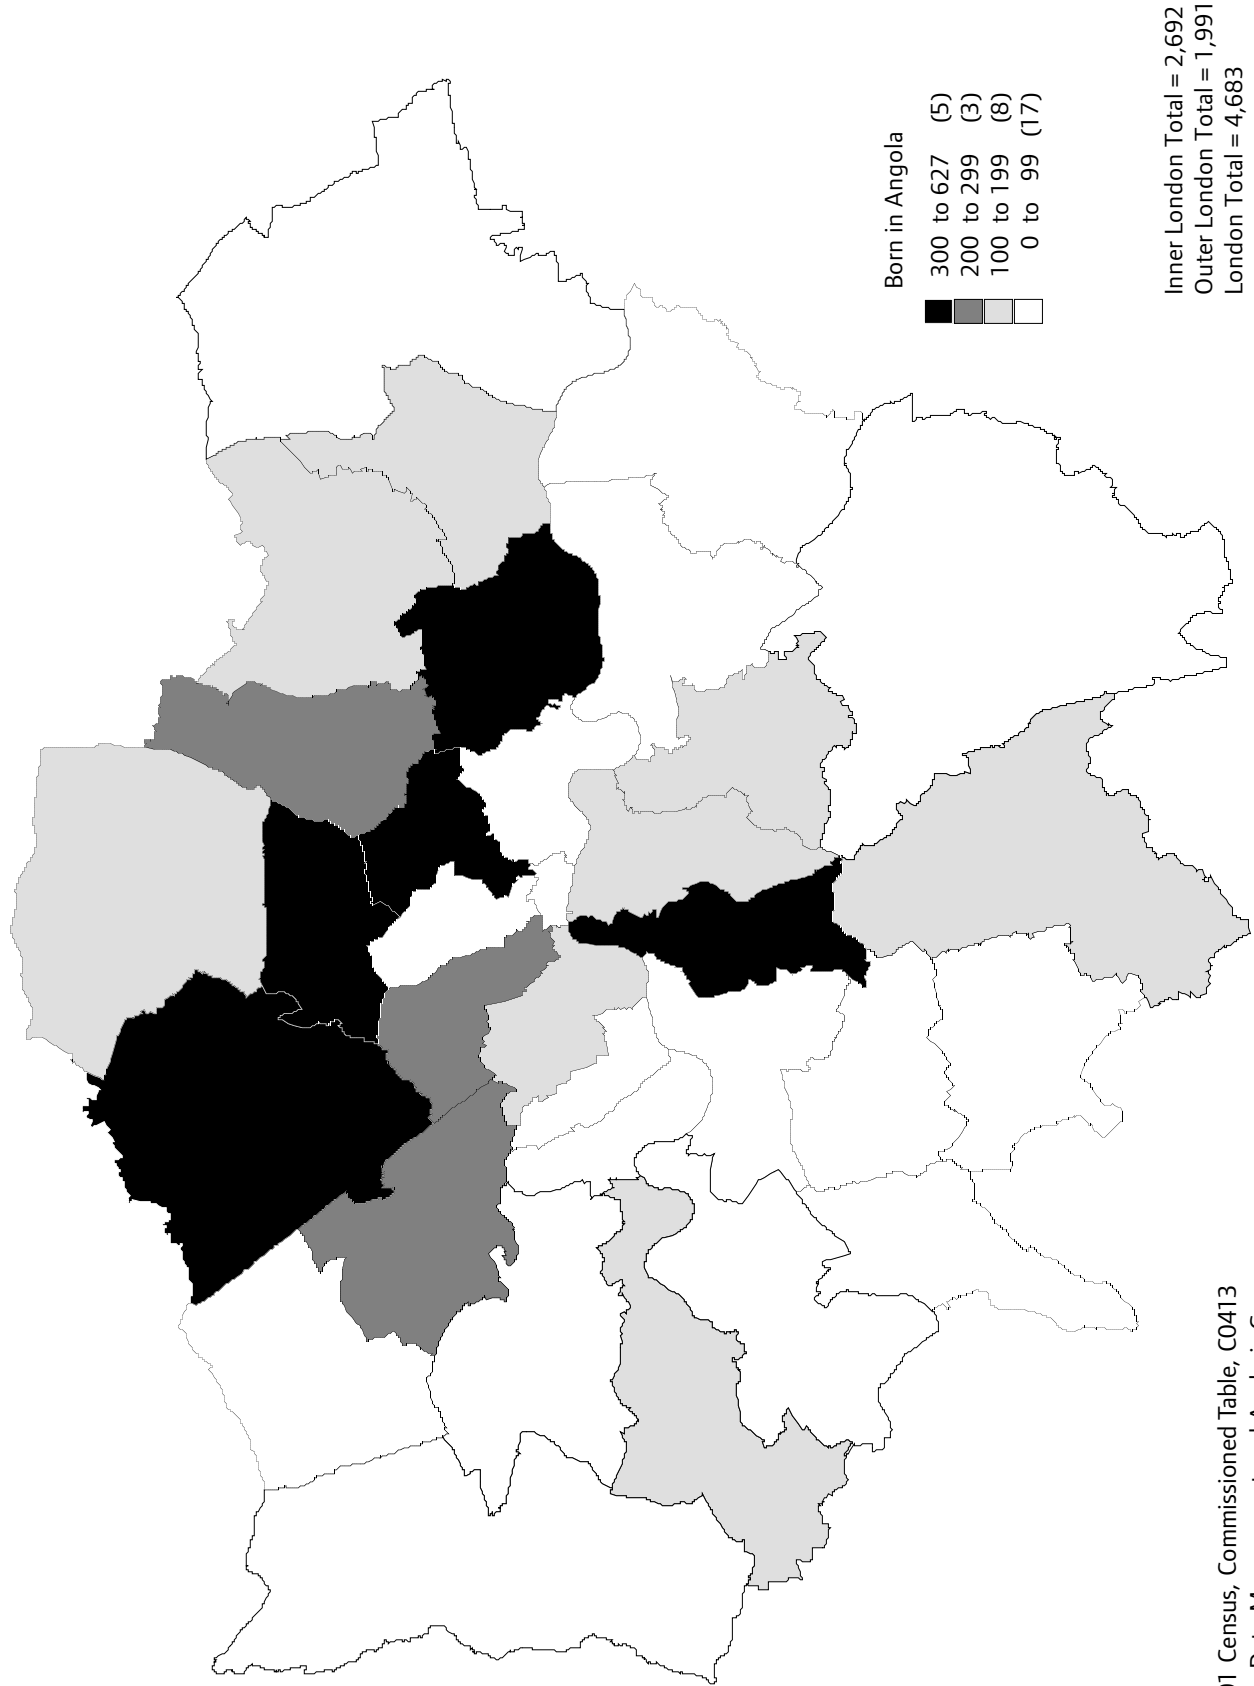 Born in Angola
300 to 627 (5)
200 to 299 (3)
100 to 199 (8)
0 to 99 (17)
Inner London Total = 2,692
Outer London Total = 1,991
London Total = 4,683
Census, Commissioned Table, C0413